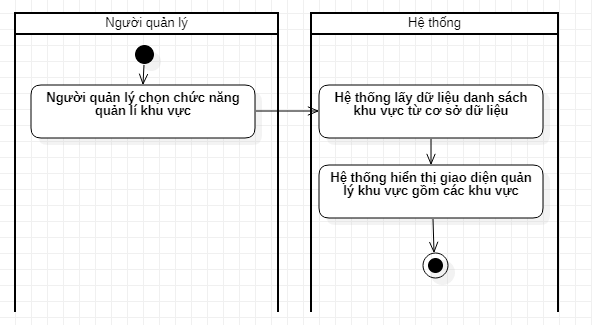 Người quản lý
Hệ thống
Người quản lý chọn chức năng
quản lí khu vực
Hệ thống lấy dữ liệu danh sách
khu vực từ cơ sở dữ liệu
Hệ thống hiển thị giao diện quản
lý khu vực gồm các khu vực